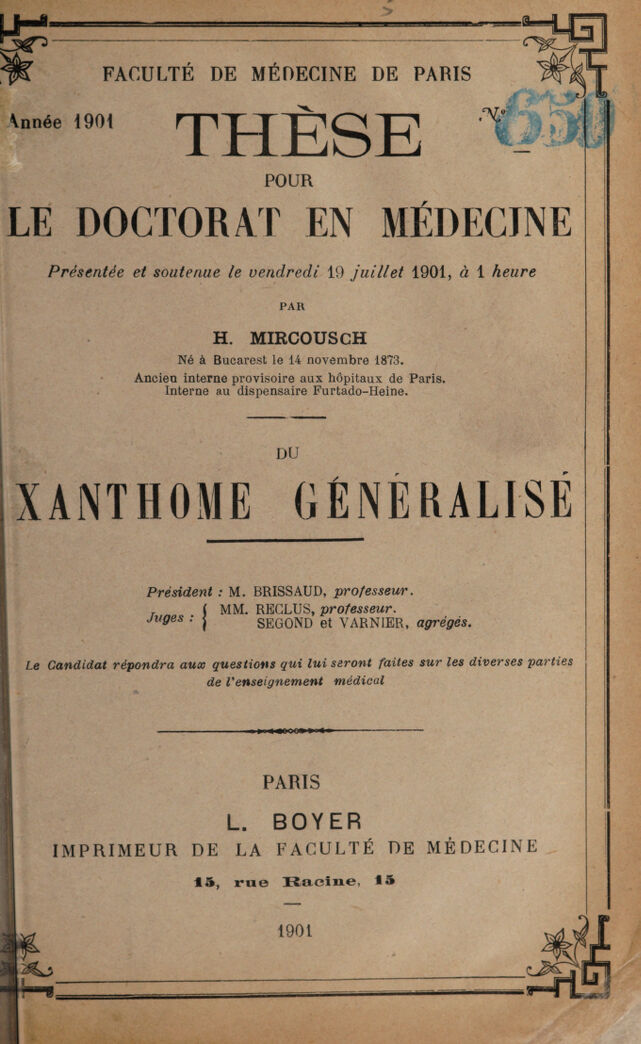 FACULTÉ DE MÉDECINE DE PARIS
Année 1901
THÈSE
N° 650
POUR
LE DOCTORAT EN MÉDECINE
Présentée et soutenue le vendredi 19 juillet 1901, à 1 heure
PAR
H. MIRCOUSCH
Né à Bucarest le 14 novembre 1873.
Ancien interne provisoire aux hôpitaux de Paris.
Interne au dispensaire Furtado-Heine.
DU
XANTHOME GÉNÉRALISÉ
Président : M. BRISSAUD, professeur.
Juges : { MM. RECLUS, professeur.
SEGOND et VARNIER, agrégés.
Le Candidat répondra aux questions qui lui seront faites sur les diverses parties
de l'enseignement médical
PARIS
L. BOYER
IMPRIMEUR DE LA FACULTÉ DE MÉDECINE
15, rue Racine, 15
1901